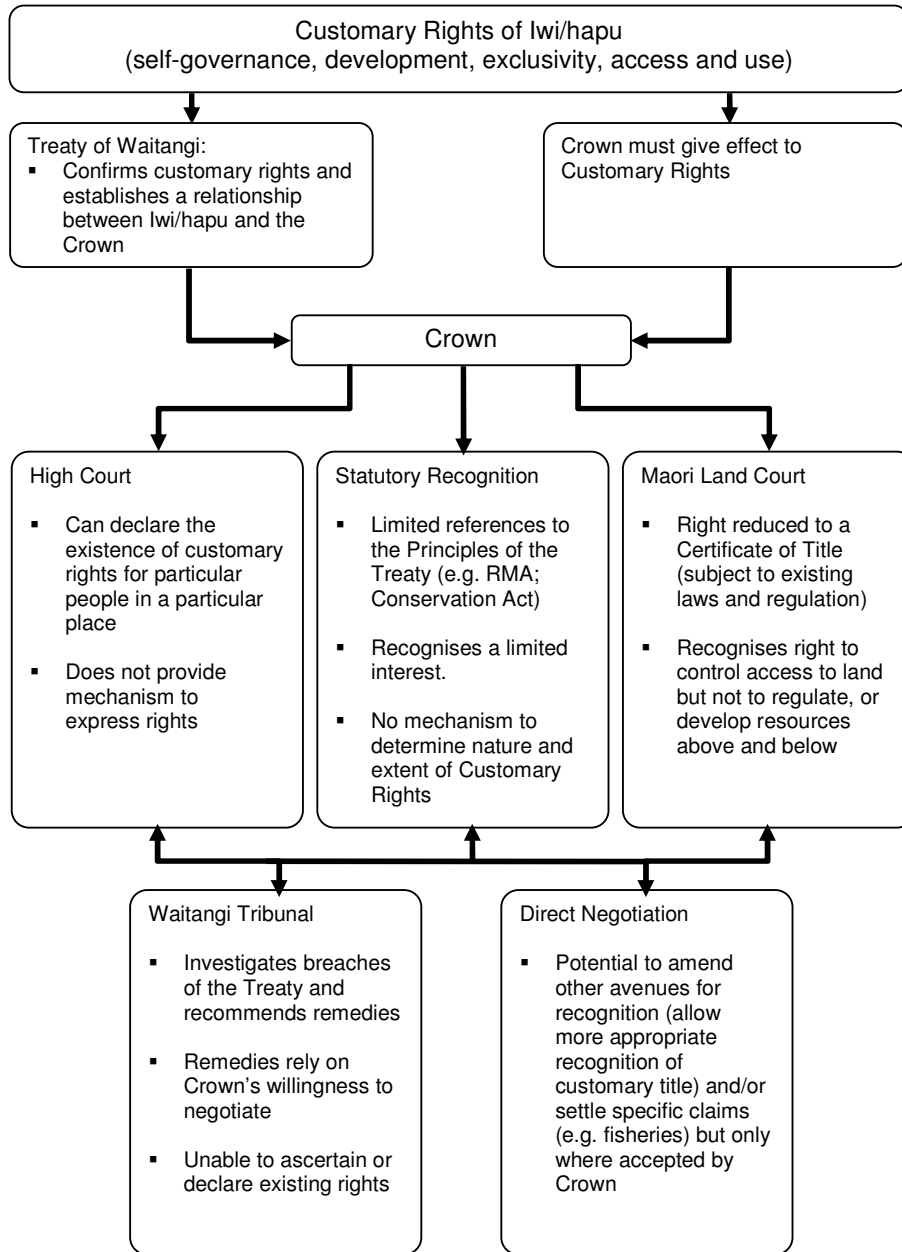 Customary Rights of Iwi/hapu
(self-governance, development, exclusivity, access and use)
Treaty of Waitangi:
▪ Confirms customary rights and
establishes a relationship
between Iwi/hapu and the
Crown
Crown must give effect to
Customary Rights
Crown
High Court
▪ Can declare the
existence of customary
rights for particular
people in a particular
place
▪ Does not provide
mechanism to
express rights
Statutory Recognition
▪ Limited references to
the Principles of the
Treaty (e.g. RMA;
Conservation Act)
▪ Recognises a limited
interest.
▪ No mechanism to
determine nature and
extent of Customary
Rights
Maori Land Court
▪ Right reduced to a
Certificate of Title
(subject to existing
laws and regulation)
▪ Recognises right to
control access to land
but not to regulate, or
develop resources
above and below
Waitangi Tribunal
▪ Investigates breaches
of the Treaty and
recommends remedies
▪ Remedies rely on
Crown's willingness to
negotiate
▪ Unable to ascertain or
declare existing rights
Direct Negotiation
▪ Potential to amend
other avenues for
recognition (allow
more appropriate
recognition of
customary title) and/or
settle specific claims
(e.g. fisheries) but only
where accepted by
Crown